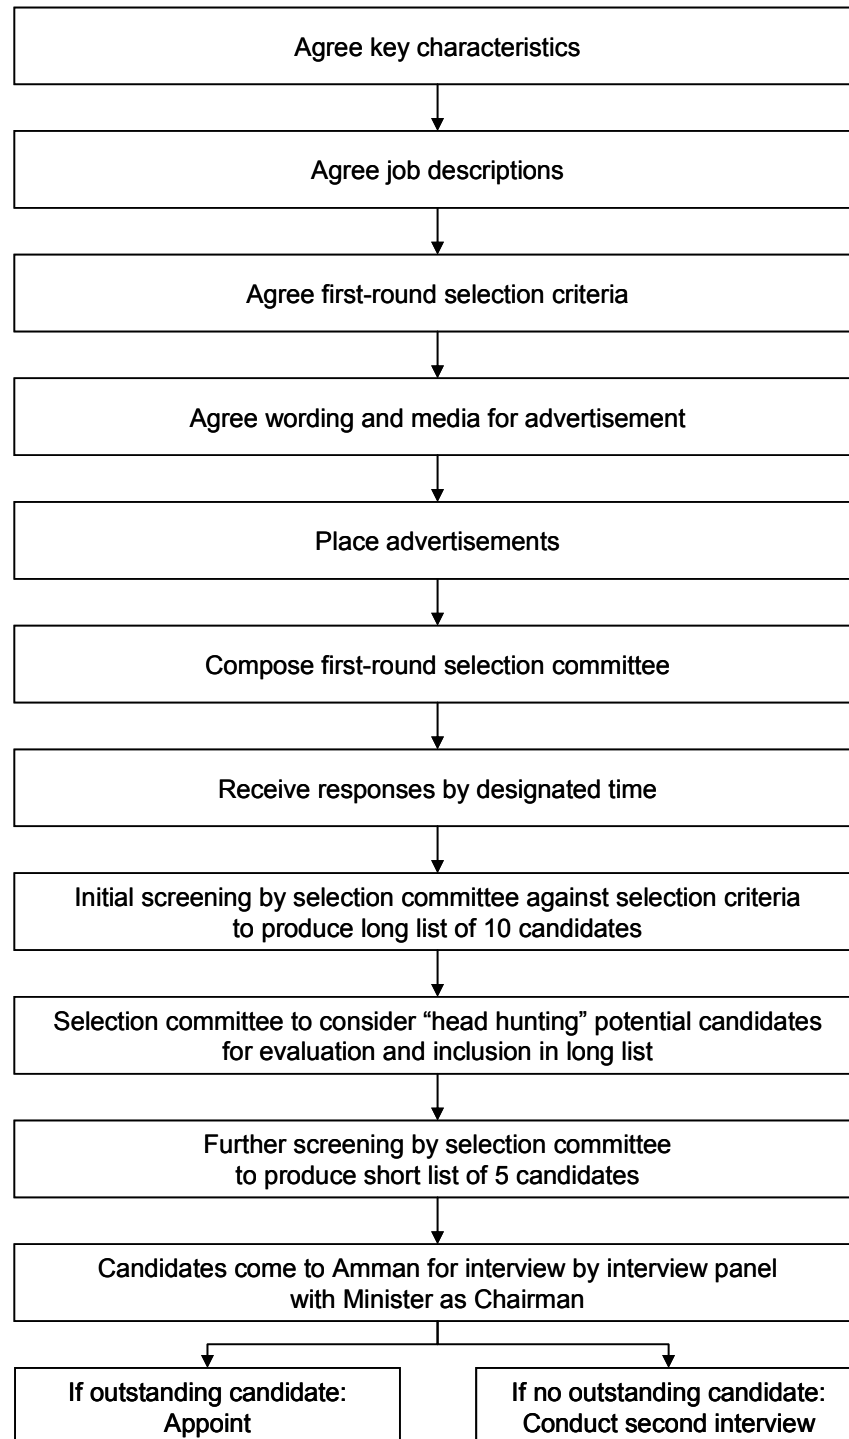 Agree key characteristics
Agree job descriptions
Agree first-round selection criteria
Agree wording and media for advertisement
Place advertisements
Compose first-round selection committee
Receive responses by designated time
Initial screening by selection committee against selection criteria
to produce long list of 10 candidates
Selection committee to consider “head hunting” potential candidates
for evaluation and inclusion in long list
Further screening by selection committee
to produce short list of 5 candidates
Candidates come to Amman for interview by interview panel
with Minister as Chairman
If outstanding candidate:
Appoint
If no outstanding candidate:
Conduct second interview